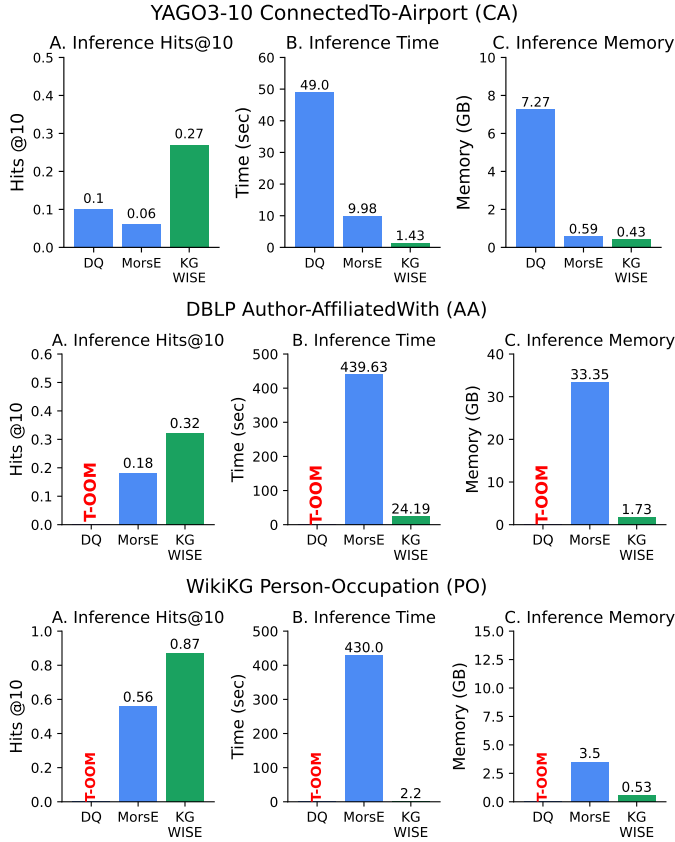 YAGO3-10 ConnectedTo-Airport (CA)
A. Inference Hits@10
B. Inference Time
C. Inference Memory
Hits @10
0.5
0.3
0.2
0.1
0.0
0.1
0.06
0.27
DQ
MorsE
KG
WISE
Time (sec)
60
50
40
30
20
10
0
49.0
9.98
1.43
DQ
MorsE
KG
WISE
Memory (GB)
10
8
6
4
2
0
7.27
0.59
0.43
DQ
MorsE
KG
WISE
DBLP Author-AffiliatedWith (AA)
A. Inference Hits@10
B. Inference Time
C. Inference Memory
Hits @10
0.6
0.5
0.4
0.3
0.2
0.1
0.0
T-OOM
0.18
0.32
DQ
MorsE
KG
WISE
Time (sec)
500
400
300
200
100
0
T-OOM
439.63
24.19
DQ
MorsE
KG
WISE
Memory (GB)
40
30
20
10
0
T-OOM
33.35
1.73
DQ
MorsE
KG
WISE
WikiKG Person-Occupation (PO)
A. Inference Hits@10
B. Inference Time
C. Inference Memory
Hits @10
1.0
0.8
0.6
0.4
0.2
0.0
T-OOM
0.56
0.87
DQ
MorsE
KG
WISE
Time (sec)
500
400
300
200
100
0
T-OOM
430.0
2.2
DQ
MorsE
KG
WISE
Memory (GB)
15.0
12.5
10.0
7.5
5.0
2.5
0.0
T-OOM
3.5
0.53
DQ
MorsE
KG
WISE